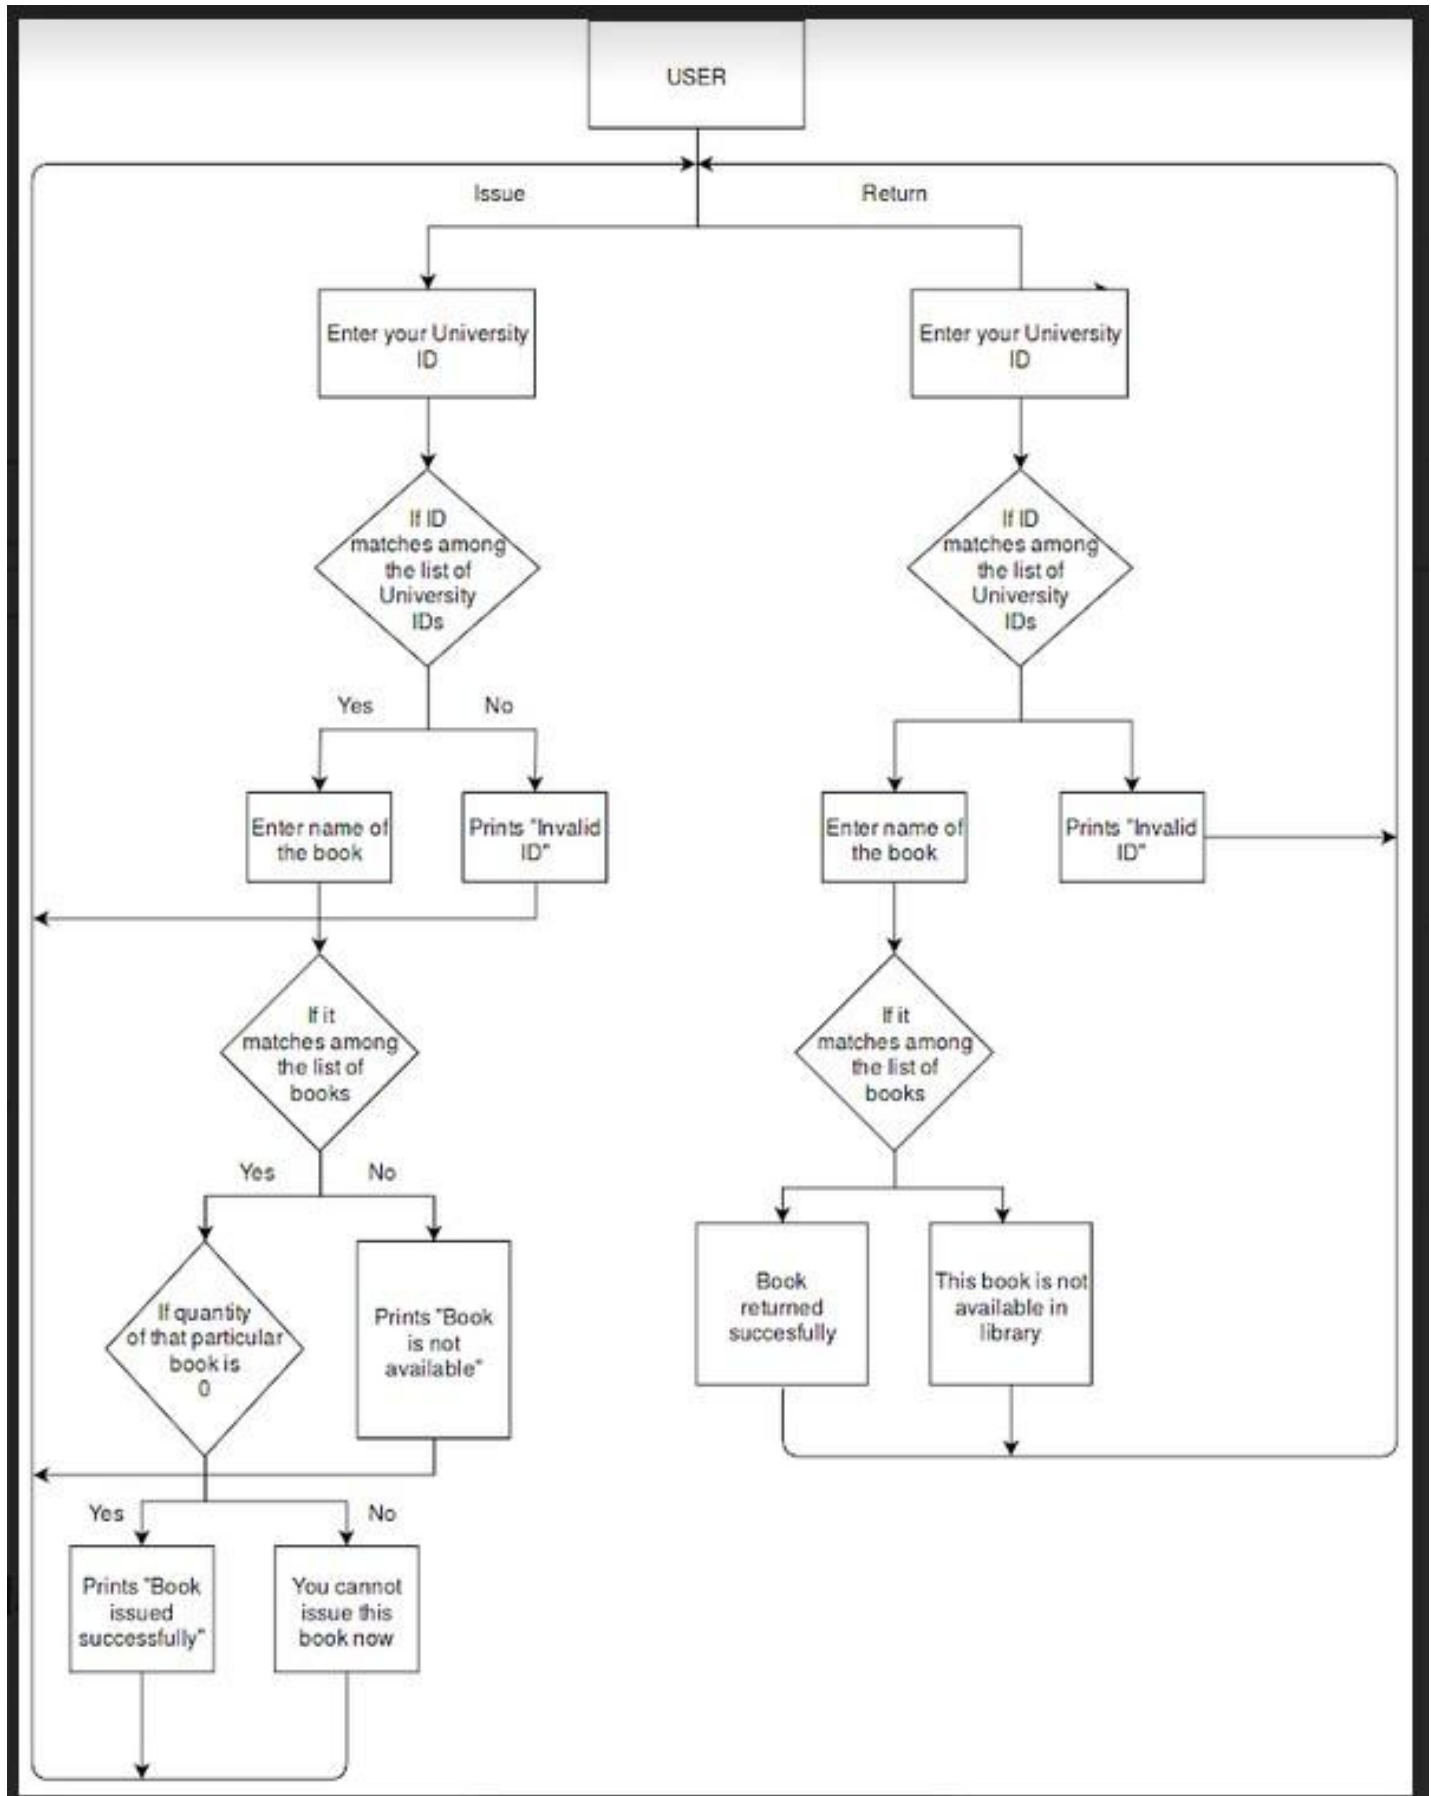 USER
Issue
Return
Enter your University
ID
Enter your University
ID
If ID
matches among
the list of
University
IDs
If ID
matches among
the list of
University
IDs
Yes
No
Enter name of
the book
Prints "Invalid
ID"
Enter name of
the book
Prints "Invalid
ID"
If it
matches among
the list of
books
If it
matches among
the list of
books
Yes
No
If quantity
of that particular
book is
0
Prints "Book
is not
available"
Book
returned
succesfully
This book is not
available in
library
Yes
No
Prints "Book
issued
successfully"
You cannot
issue this
book now